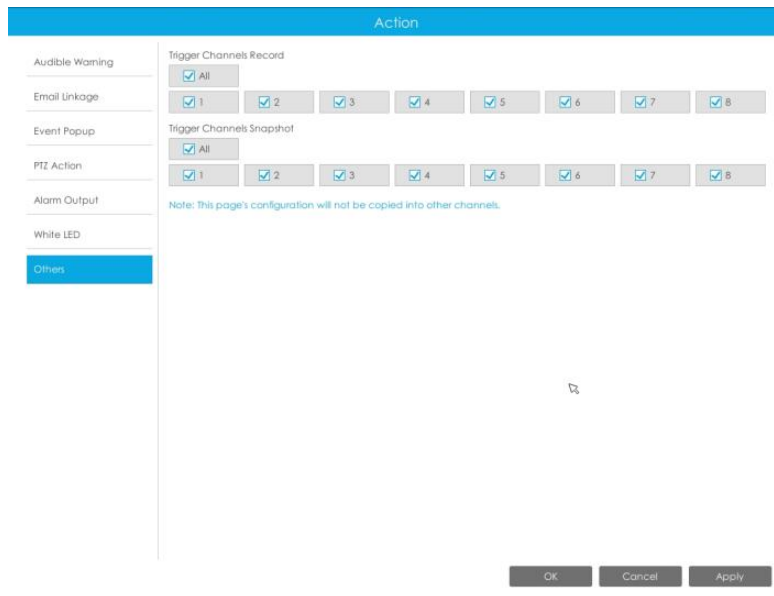 Action
Audible Warning
Email Linkage
Event Popup
PTZ Action
Alarm Output
White LED
Others
Trigger Channels Record
All
1 2 3 4 5 6 7 8
Trigger Channels Snapshot
All
1 2 3 4 5 6 7 8
Note: This page's configuration will not be copied into other channels.
OK Cancel Apply